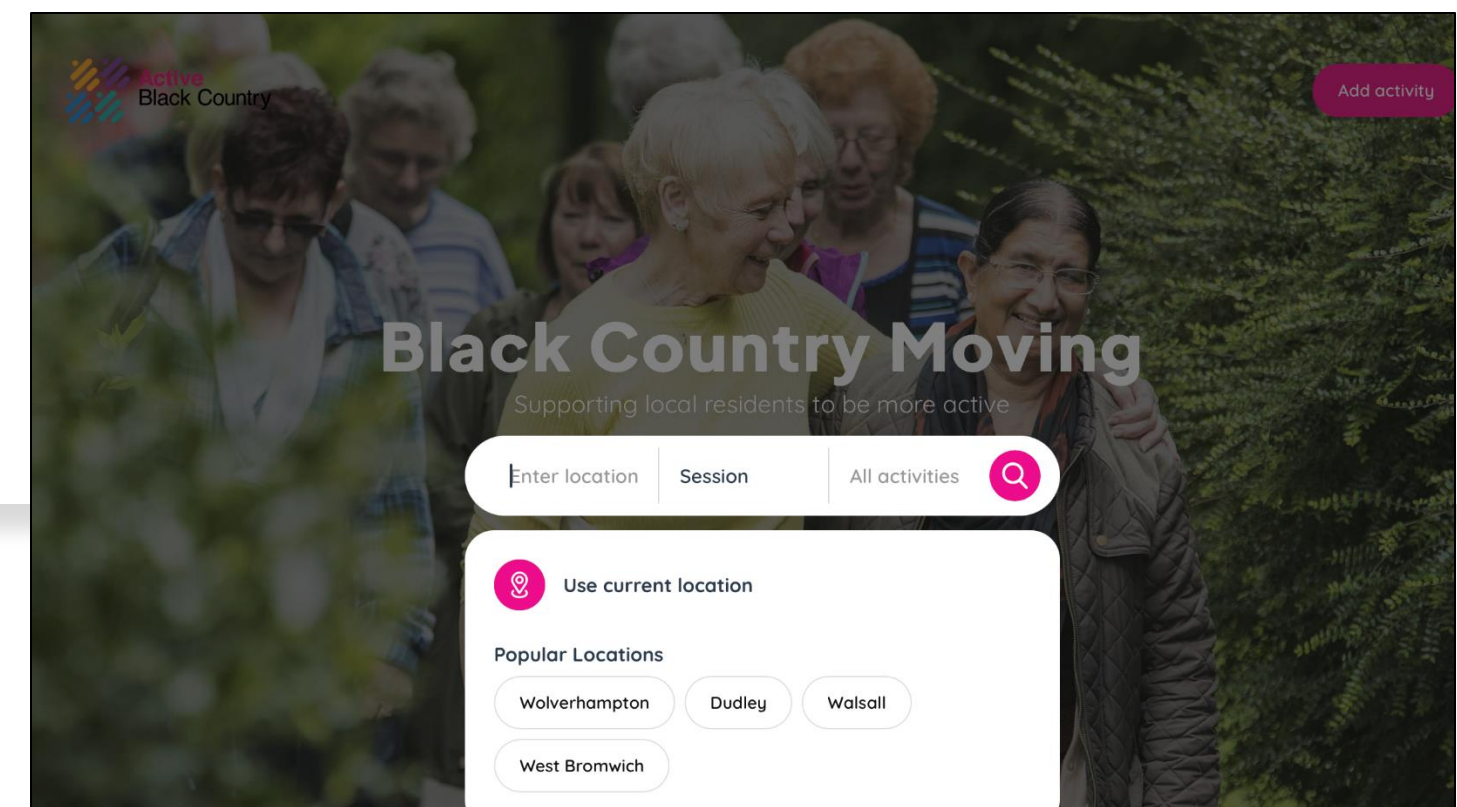 Active
Black Country
Add activity
Black Country Moving
Supporting local residents to be more active
Enter location
Session
All activities
Use current location
Popular Locations
Wolverhampton
Dudley
Walsall
West Bromwich